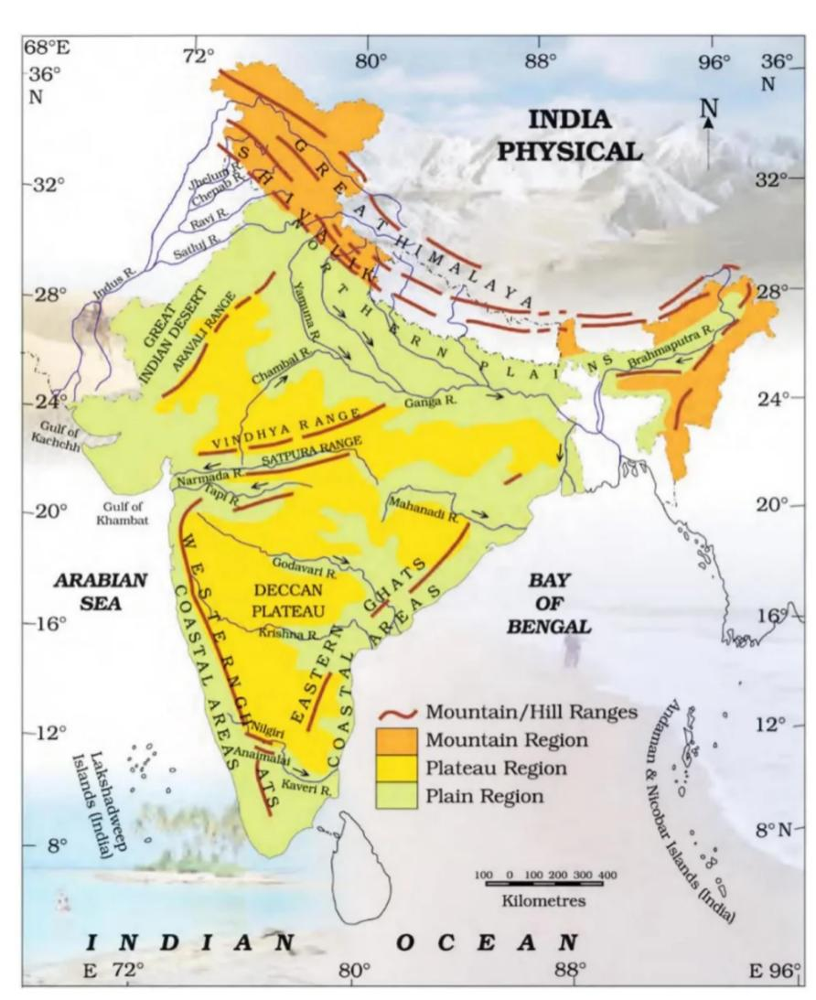 68°E
72°
80°
88°
96°
36°
N
36°
N
N
INDIA
PHYSICAL
32°
32°
28°
28°
24°
24°
20°
20°
16°
16°
12°
12°
8°
8°N
GREAT HIMALAYA
SHIVALIK
NORTHERN PLAINS
Jhelum R.
Chenab R.
Ravi R.
Satluj R.
Indus R.
GREAT
INDIAN DESERT
ARAVALI RANGE
Yamuna R.
Chambal R.
Ganga R.
Brahmaputra R.
Gulf of
Kachchh
VINDHYA RANGE
SATPURA RANGE
Narmada R.
Tapi R.
Gulf of
Khambat
Mahanadi R.
ARABIAN
SEA
WESTERN GHATS
COASTAL AREAS
Godavari R.
DECCAN
PLATEAU
Krishna R.
EASTERN GHATS
COASTAL AREAS
BAY
OF
BENGAL
Nilgiri
Anaimalai
Kaveri R.
Lakshadweep
Islands (India)
Andaman & Nicobar Islands (India)
Mountain/Hill Ranges
Mountain Region
Plateau Region
Plain Region
100 0 100 200 300 400
Kilometres
INDIAN OCEAN
E 72°
80°
88°
E 96°